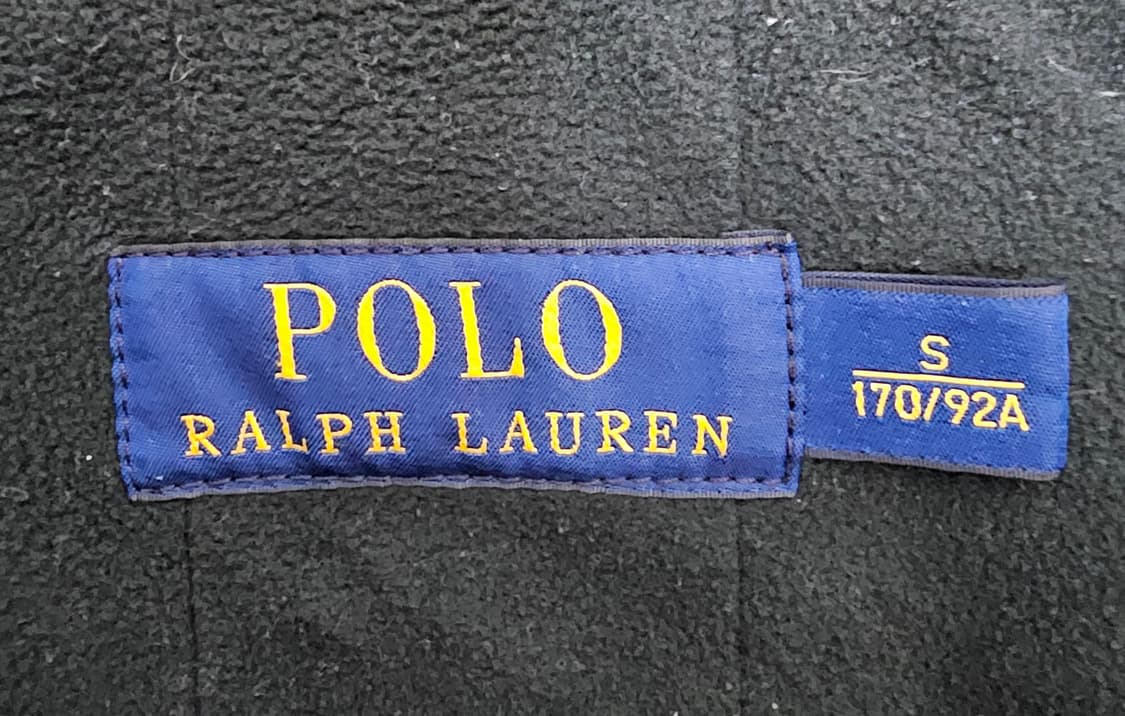 POLO
RALPH LAUREN
S
170/92A